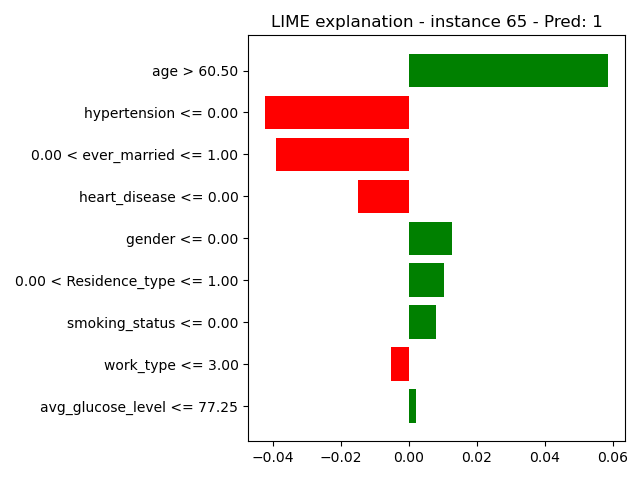 LIME explanation - instance 65 - Pred: 1
age > 60.50
hypertension <= 0.00
0.00 < ever_married <= 1.00
heart_disease <= 0.00
gender <= 0.00
0.00 < Residence_type <= 1.00
smoking_status <= 0.00
work_type <= 3.00
avg_glucose_level <= 77.25
−0.04 −0.02 0.00 0.02 0.04 0.06